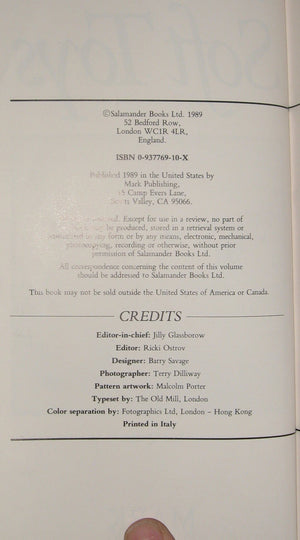 Soft Toys
©Salamander Books Ltd. 1989
52 Bedford Row,
London WC1R 4LR,
England.
ISBN 0-937769-10-X
Published 1989 in the United States by
Mark Publishing,
15 Camp Evers Lane,
Scotts Valley, CA 95066.
Except for use in a review, no part of
be produced, stored in a retrieval system or
in any form or by any means, electronic, mechanical,
photocopying, recording or otherwise, without prior
permission of Salamander Books Ltd.
All correspondence concerning the content of this volume
should be addressed to Salamander Books Ltd.
This book may not be sold outside the United States of America or Canada.
CREDITS
Editor-in-chief: Jilly Glassborow
Editor: Ricki Ostrov
Designer: Barry Savage
Photographer: Terry Dilliway
Pattern artwork: Malcolm Porter
Typeset by: The Old Mill, London
Color separation by: Fotographics Ltd, London – Hong Kong
Printed in Italy